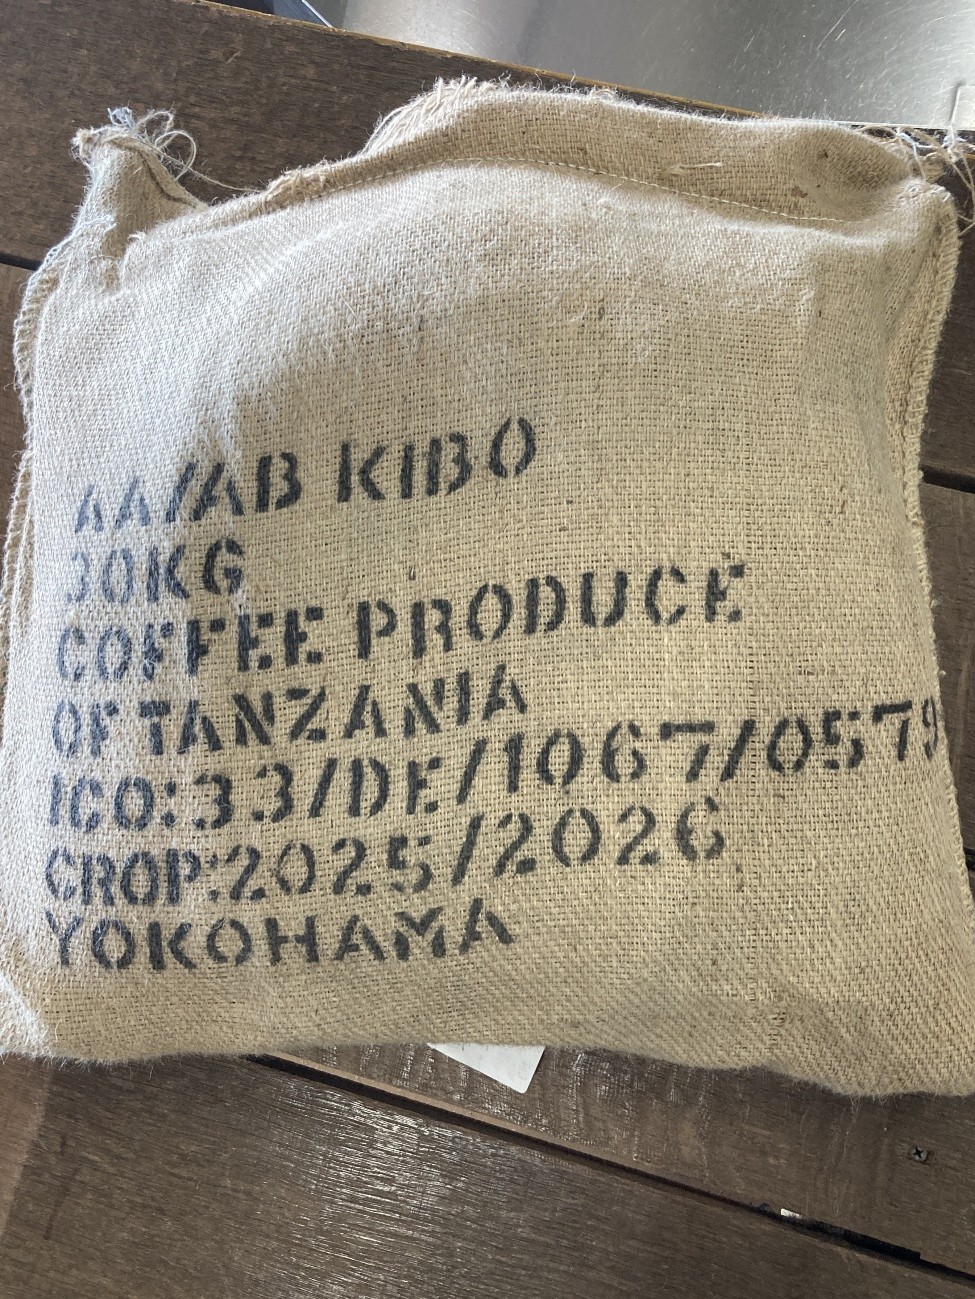 AA/AB KIBO
30KG
COFFEE PRODUCE
OF TANZANIA
ICO:33/DE/1067/0579
CROP:2025/2026
YOKOHAMA